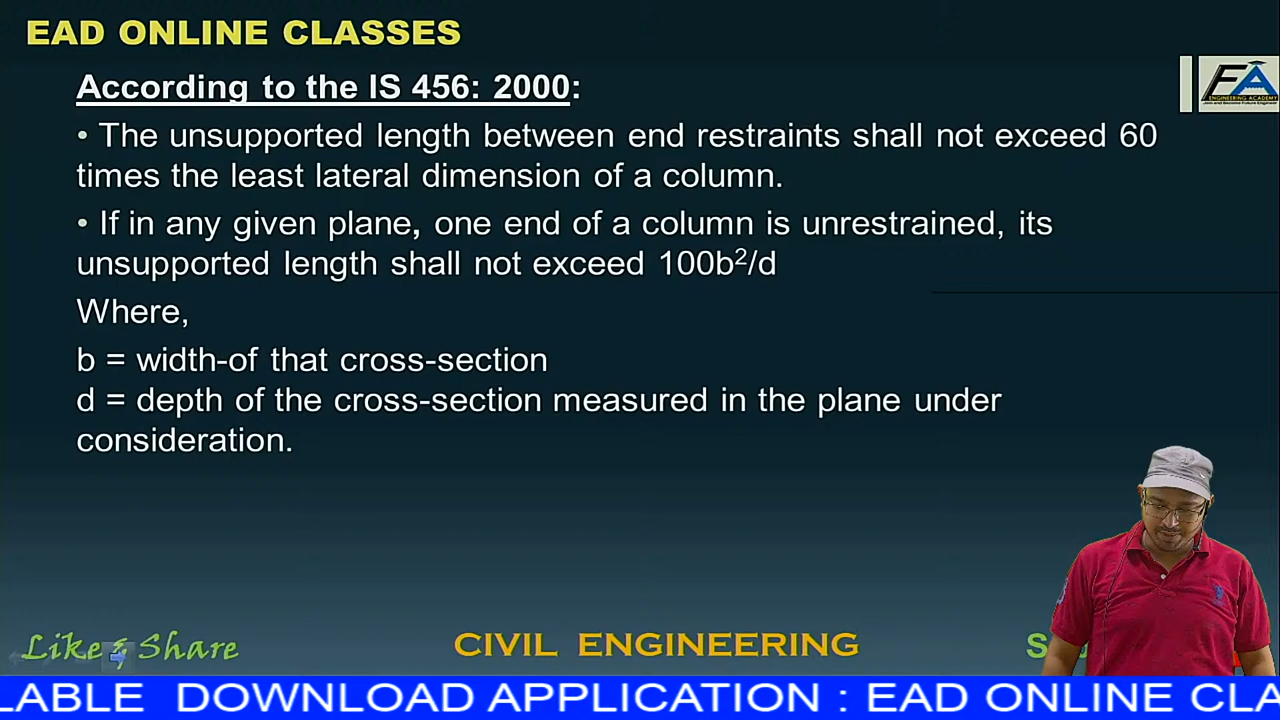 EAD ONLINE CLASSES
According to the IS 456: 2000:
• The unsupported length between end restraints shall not exceed 60
times the least lateral dimension of a column.
• If in any given plane, one end of a column is unrestrained, its
unsupported length shall not exceed 100b²/d
Where,
b = width-of that cross-section
d = depth of the cross-section measured in the plane under
consideration.
EA
ENGINEERING ACADEMY
Like & Share
CIVIL ENGINEERING
S
LABLE DOWNLOAD APPLICATION : EAD ONLINE CLA